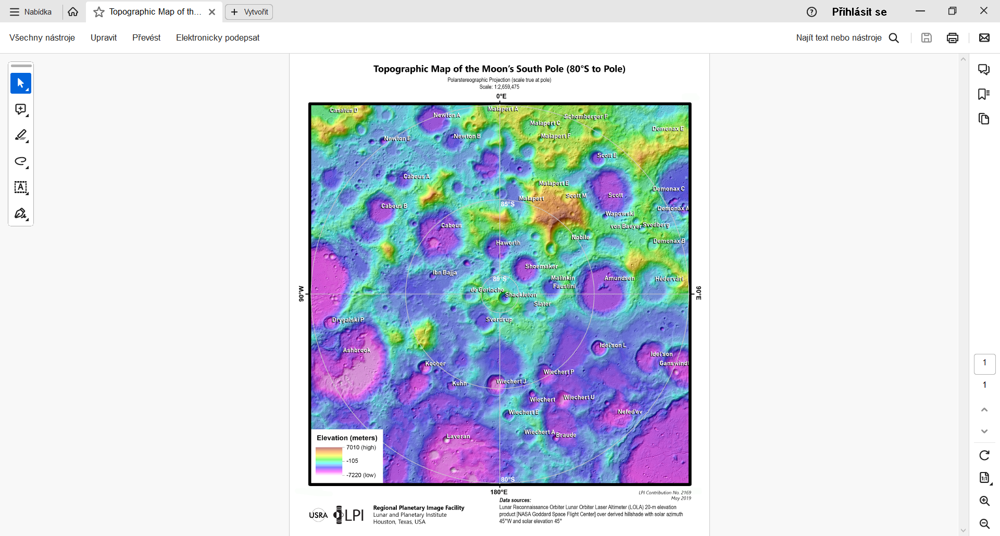 Nabídka
Topographic Map of th...
Vytvořit
Přihlásit se
Všechny nástroje
Upravit
Převést
Elektronicky podepsat
Najít text nebo nástroje
Topographic Map of the Moon's South Pole (80°S to Pole)
Polarstereographic Projection (scale true at pole)
Scale: 1:2,659,475
0°E
Casatus D
Newton A
Malapert A
Schomberger F
Malapert C
Demonax E
Newton E
Newton B
Malapert F
Scott E
Cabeus A
Malapert E
Demonax C
Malapert
Scott M
Scott
85°S
Cabeus B
Demonax A
Wapowski
Cabeus
von Baeyer
Svedberg
Nobile
Demonax B
Haworth
Shoemaker
Ibn Bajja
89°S
Malinkin
Amundsen
Hédervári
Faustini
de Gerlache
Shackleton
90°W
90°E
Slater
Drygalski P
Sverdrup
Idel'son L
Ashbrook
Idel'son
Kocher
Ganswindt
Wiechert P
Kuhn
Wiechert J
Wiechert
Wiechert U
Wiechert E
Nefed'ev
Wiechert A
Braude
Laveran
Elevation (meters)
7010 (high)
-105
-7220 (low)
80°S
180°E
LPI Contribution No. 2169
May 2019
USRA
LPI
Regional Planetary Image Facility
Lunar and Planetary Institute
Houston, Texas, USA
Data sources:
Lunar Reconnaissance Orbiter Lunar Orbiter Laser Altimeter (LOLA) 20-m elevation
product [NASA Goddard Space Flight Center] over derived hillshade with solar azimuth
45°W and solar elevation 45°
1
1
1:1